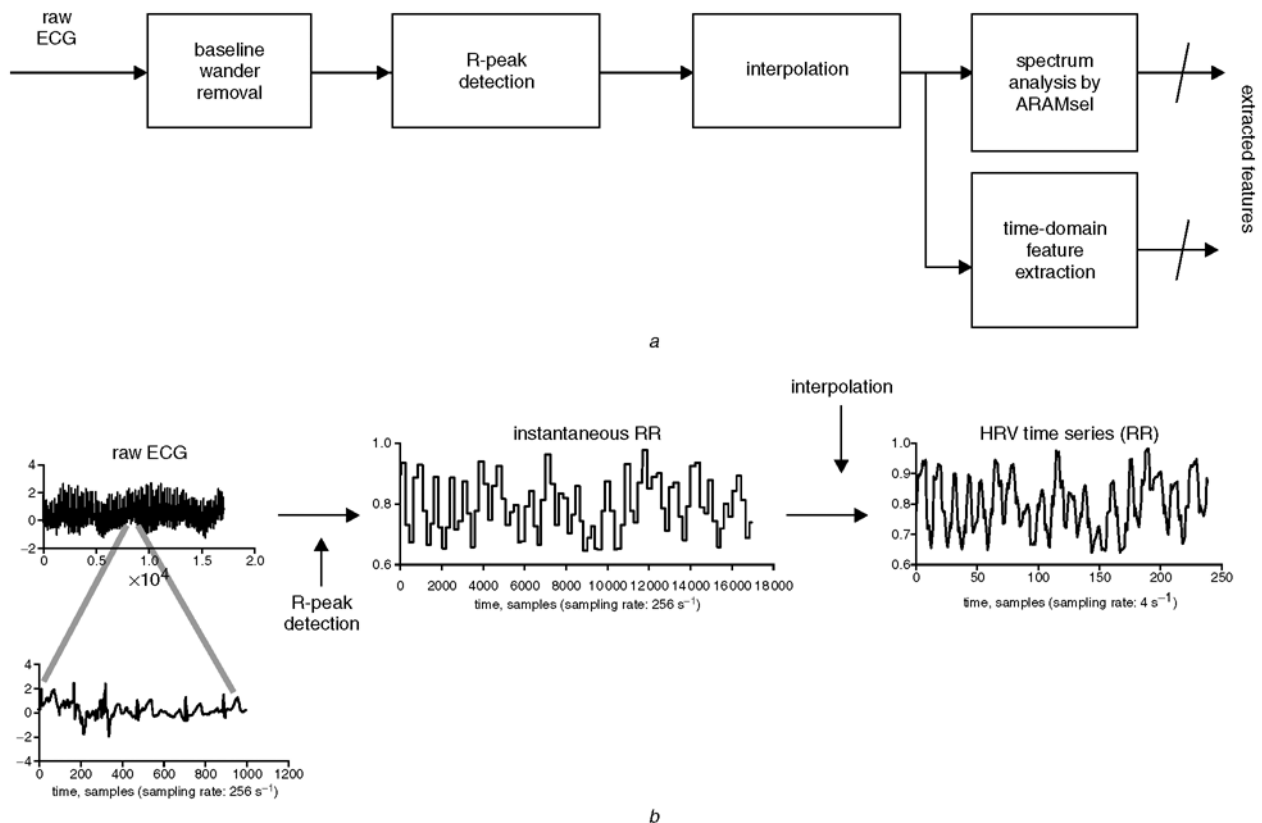 raw
ECG
baseline
wander
removal
R-peak
detection
interpolation
spectrum
analysis by
ARAMsel
time-domain
feature
extraction
extracted features
a
raw ECG
4
2
0
−2
0
0.5
1.0
1.5
2.0
×10⁴
R-peak
detection
4
2
0
−2
−4
0
200
400
600
800
1000
1200
time, samples (sampling rate: 256 s⁻¹)
instantaneous RR
1.0
0.8
0.6
0
2000
4000
6000
8000
10000
12000
14000
16000
18000
time, samples (sampling rate: 256 s⁻¹)
interpolation
HRV time series (RR)
1.0
0.9
0.8
0.7
0.6
0
50
100
150
200
250
time, samples (sampling rate: 4 s⁻¹)
b